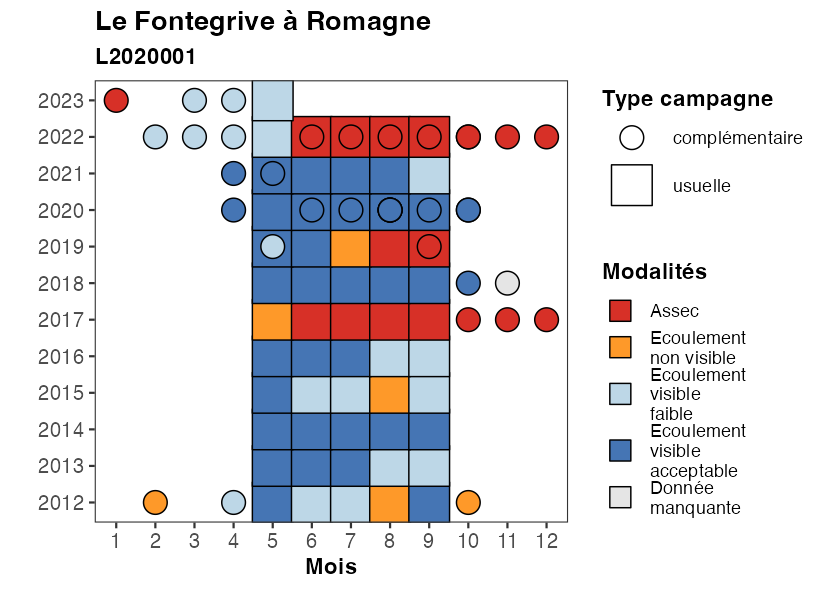 Le Fontegrive à Romagne
L2020001
2023
2022
2021
2020
2019
2018
2017
2016
2015
2014
2013
2012
1 2 3 4 5 6 7 8 9 10 11 12
Mois
Type campagne
complémentaire
usuelle
Modalités
Assec
Ecoulement
non visible
Ecoulement
visible
faible
Ecoulement
visible
acceptable
Donnée
manquante